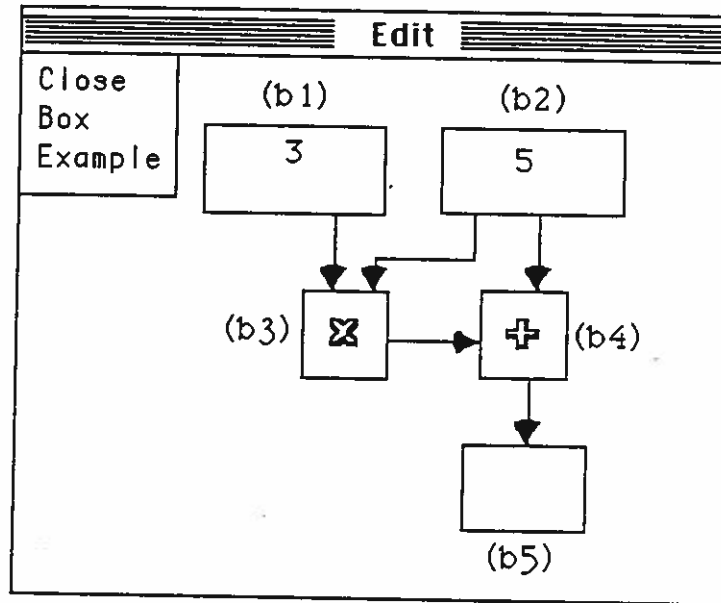 Edit
Close
Box
Example
(b1)
(b2)
3
5
(b3)
×
+
(b4)
(b5)